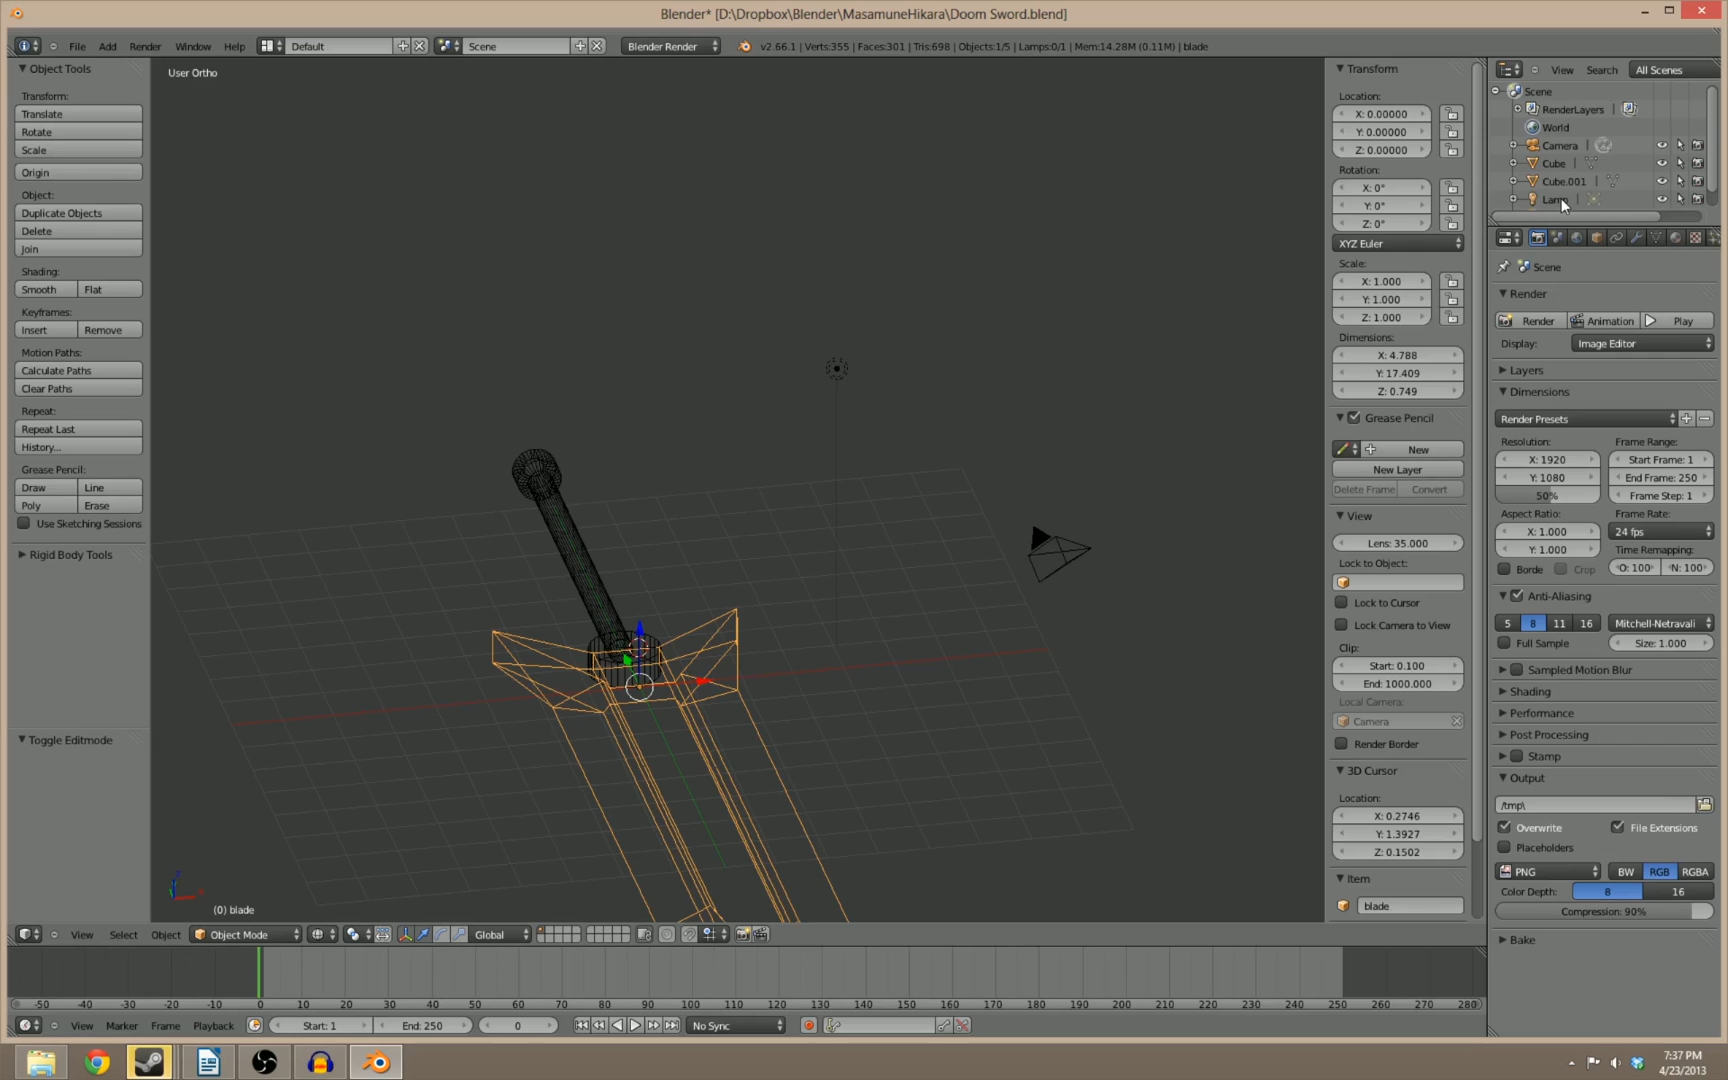 Blender* [D:\Dropbox\Blender\MasamuneHikara\Doom Sword.blend]
File Add Render Window Help Default Scene Blender Render v2.66.1 | Verts:355 | Faces:301 | Tris:698 | Objects:1/5 | Lamps:0/1 | Mem:14.28M (0.11M) | blade
Object Tools
Transform:
Translate
Rotate
Scale
Origin
Object:
Duplicate Objects
Delete
Join
Shading:
Smooth Flat
Keyframes:
Insert Remove
Motion Paths:
Calculate Paths
Clear Paths
Repeat:
Repeat Last
History...
Grease Pencil:
Draw Line
Poly Erase
Use Sketching Sessions
Rigid Body Tools
Toggle Editmode
User Ortho
(0) blade
Transform
Location:
X: 0.00000
Y: 0.00000
Z: 0.00000
Rotation:
X: 0°
Y: 0°
Z: 0°
XYZ Euler
Scale:
X: 1.000
Y: 1.000
Z: 1.000
Dimensions:
X: 4.788
Y: 17.409
Z: 0.749
Grease Pencil
New
New Layer
Delete Frame Convert
View
Lens: 35.000
Lock to Object:
Lock to Cursor
Lock Camera to View
Clip:
Start: 0.100
End: 1000.000
Local Camera:
Camera
Render Border
3D Cursor
Location:
X: 0.2746
Y: 1.3927
Z: 0.1502
Item
blade
View Search All Scenes
Scene
RenderLayers
World
Camera
Cube
Cube.001
Scene
Render
Render Animation Play
Display: Image Editor
Layers
Dimensions
Render Presets
Resolution: Frame Range:
X: 1920 Start Frame: 1
Y: 1080 End Frame: 250
50% Frame Step: 1
Aspect Ratio: Frame Rate:
X: 1.000 24 fps
Y: 1.000 Time Remapping:
Borde Crop O: 100 N: 100
Anti-Aliasing
5 8 11 16 Mitchell-Netravali
Full Sample Size: 1.000
Sampled Motion Blur
Shading
Performance
Post Processing
Stamp
Output
/tmp\
Overwrite File Extensions
Placeholders
PNG BW RGB RGBA
Color Depth: 8 16
Compression: 90%
Bake
View Select Object Object Mode Global
-50 -40 -30 -20 -10 0 10 20 30 40 50 60 70 80 90 100 110 120 130 140 150 160 170 180 190 200 210 220 230 240 250 260 270 280
View Marker Frame Playback Start: 1 End: 250 0 No Sync
7:37 PM
4/23/2013